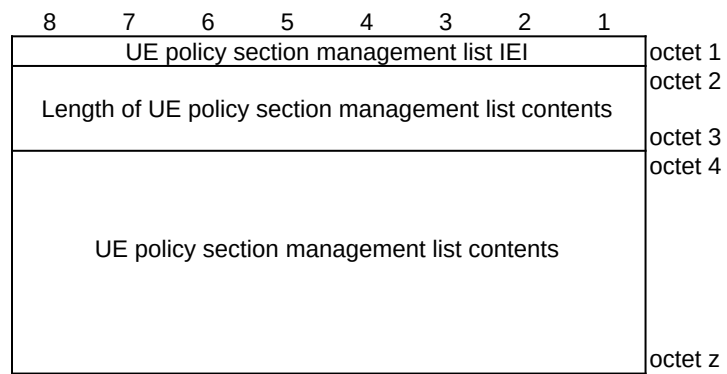 8 7 6 5 4 3 2 1
UE policy section management list IEI octet 1
octet 2
Length of UE policy section management list contents
octet 3
octet 4
UE policy section management list contents
octet z